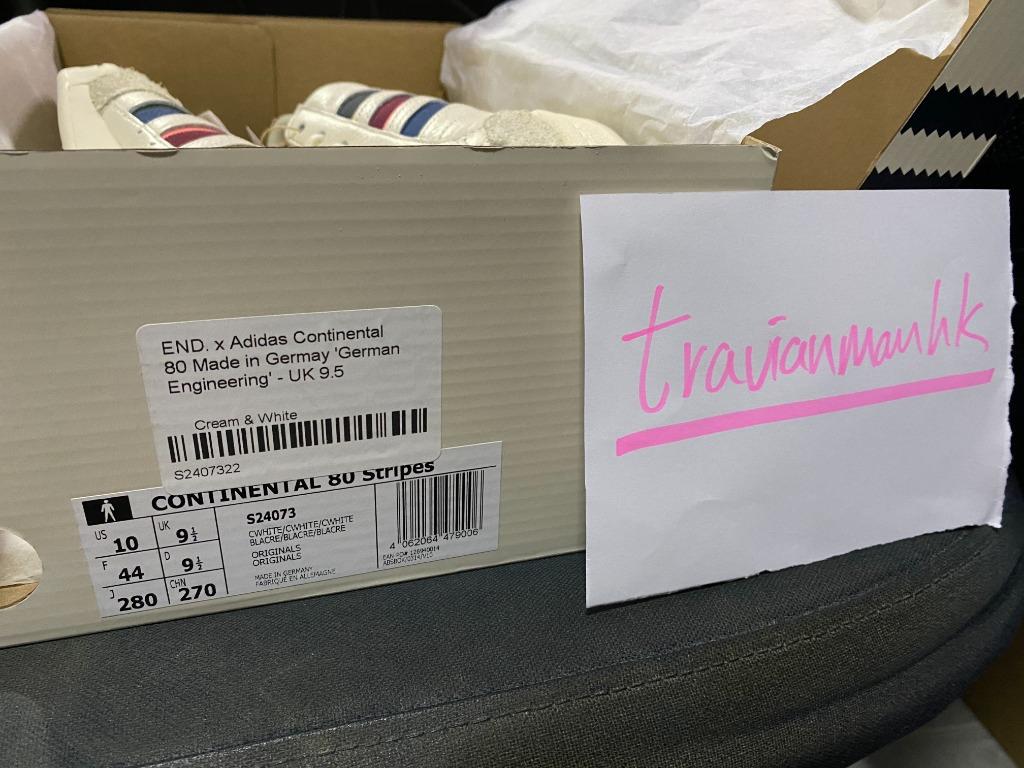 END. x Adidas Continental
80 Made in Germay 'German
Engineering' - UK 9.5
Cream & White
S2407322
CONTINENTAL 80 Stripes
US 10 UK 9½
F 44 D 9½
J 280 CHN 270
S24073
CWHITE/CWHITE/CWHITE
BLACRE/BLACRE/BLACRE
ORIGINALS
ORIGINALS
MADE IN GERMANY
FABRIQUÉ EN ALLEMAGNE
4 062064 479006
travianmanhk